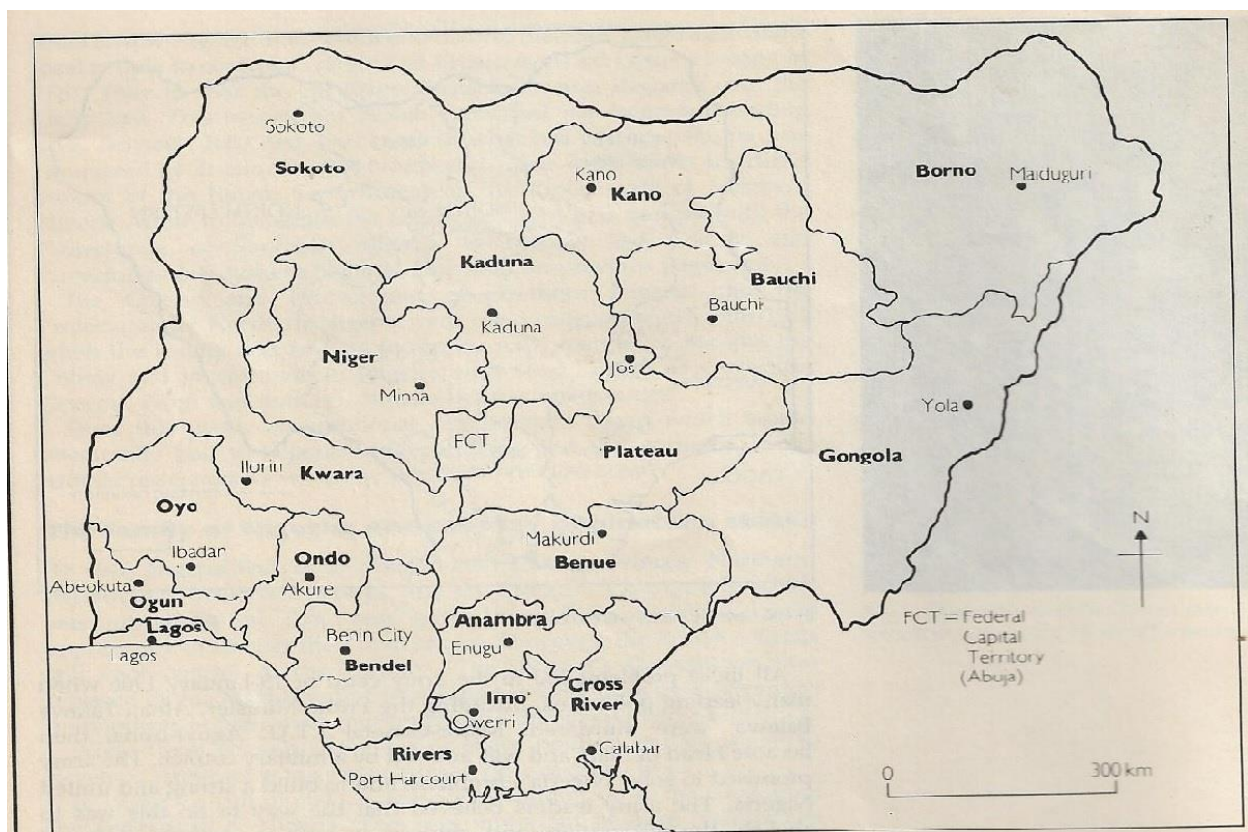 Sokoto
Sokoto
Kano
Kano
Borno
Maiduguri
Kaduna
Kaduna
Bauchi
Bauchi
Niger
Minna
Jos
FCT
Plateau
Yola
Gongola
Ilorin
Kwara
Oyo
Ibadan
Ondo
Akure
Makurdi
Benue
Abeokuta
Ogun
Lagos
Lagos
Benin City
Bendel
Anambra
Enugu
Imo
Owerri
Cross
River
Rivers
Port Harcourt
Calabar
N
FCT – Federal
Capital
Territory
(Abuja)
0
300 km